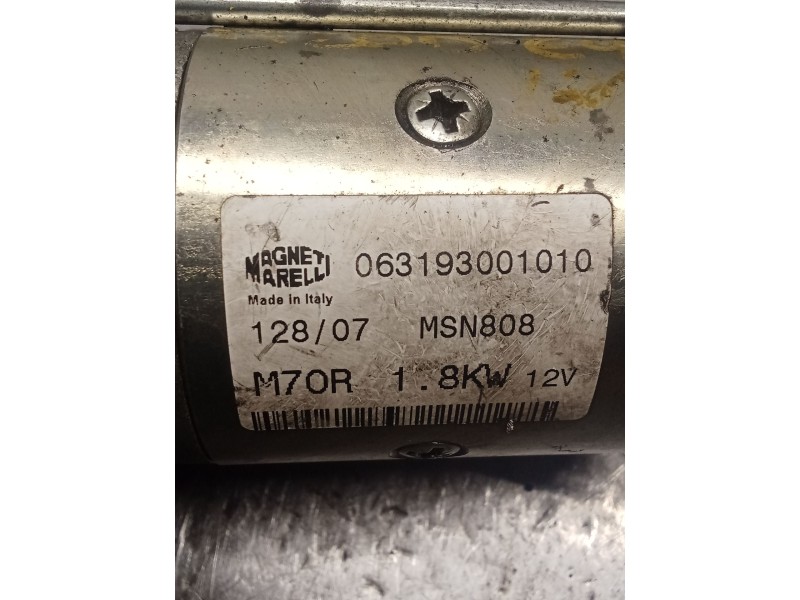 MAGNETI
MARELLI
063193001010
Made in Italy
128/07 MSN808
M70R 1.8KW 12V